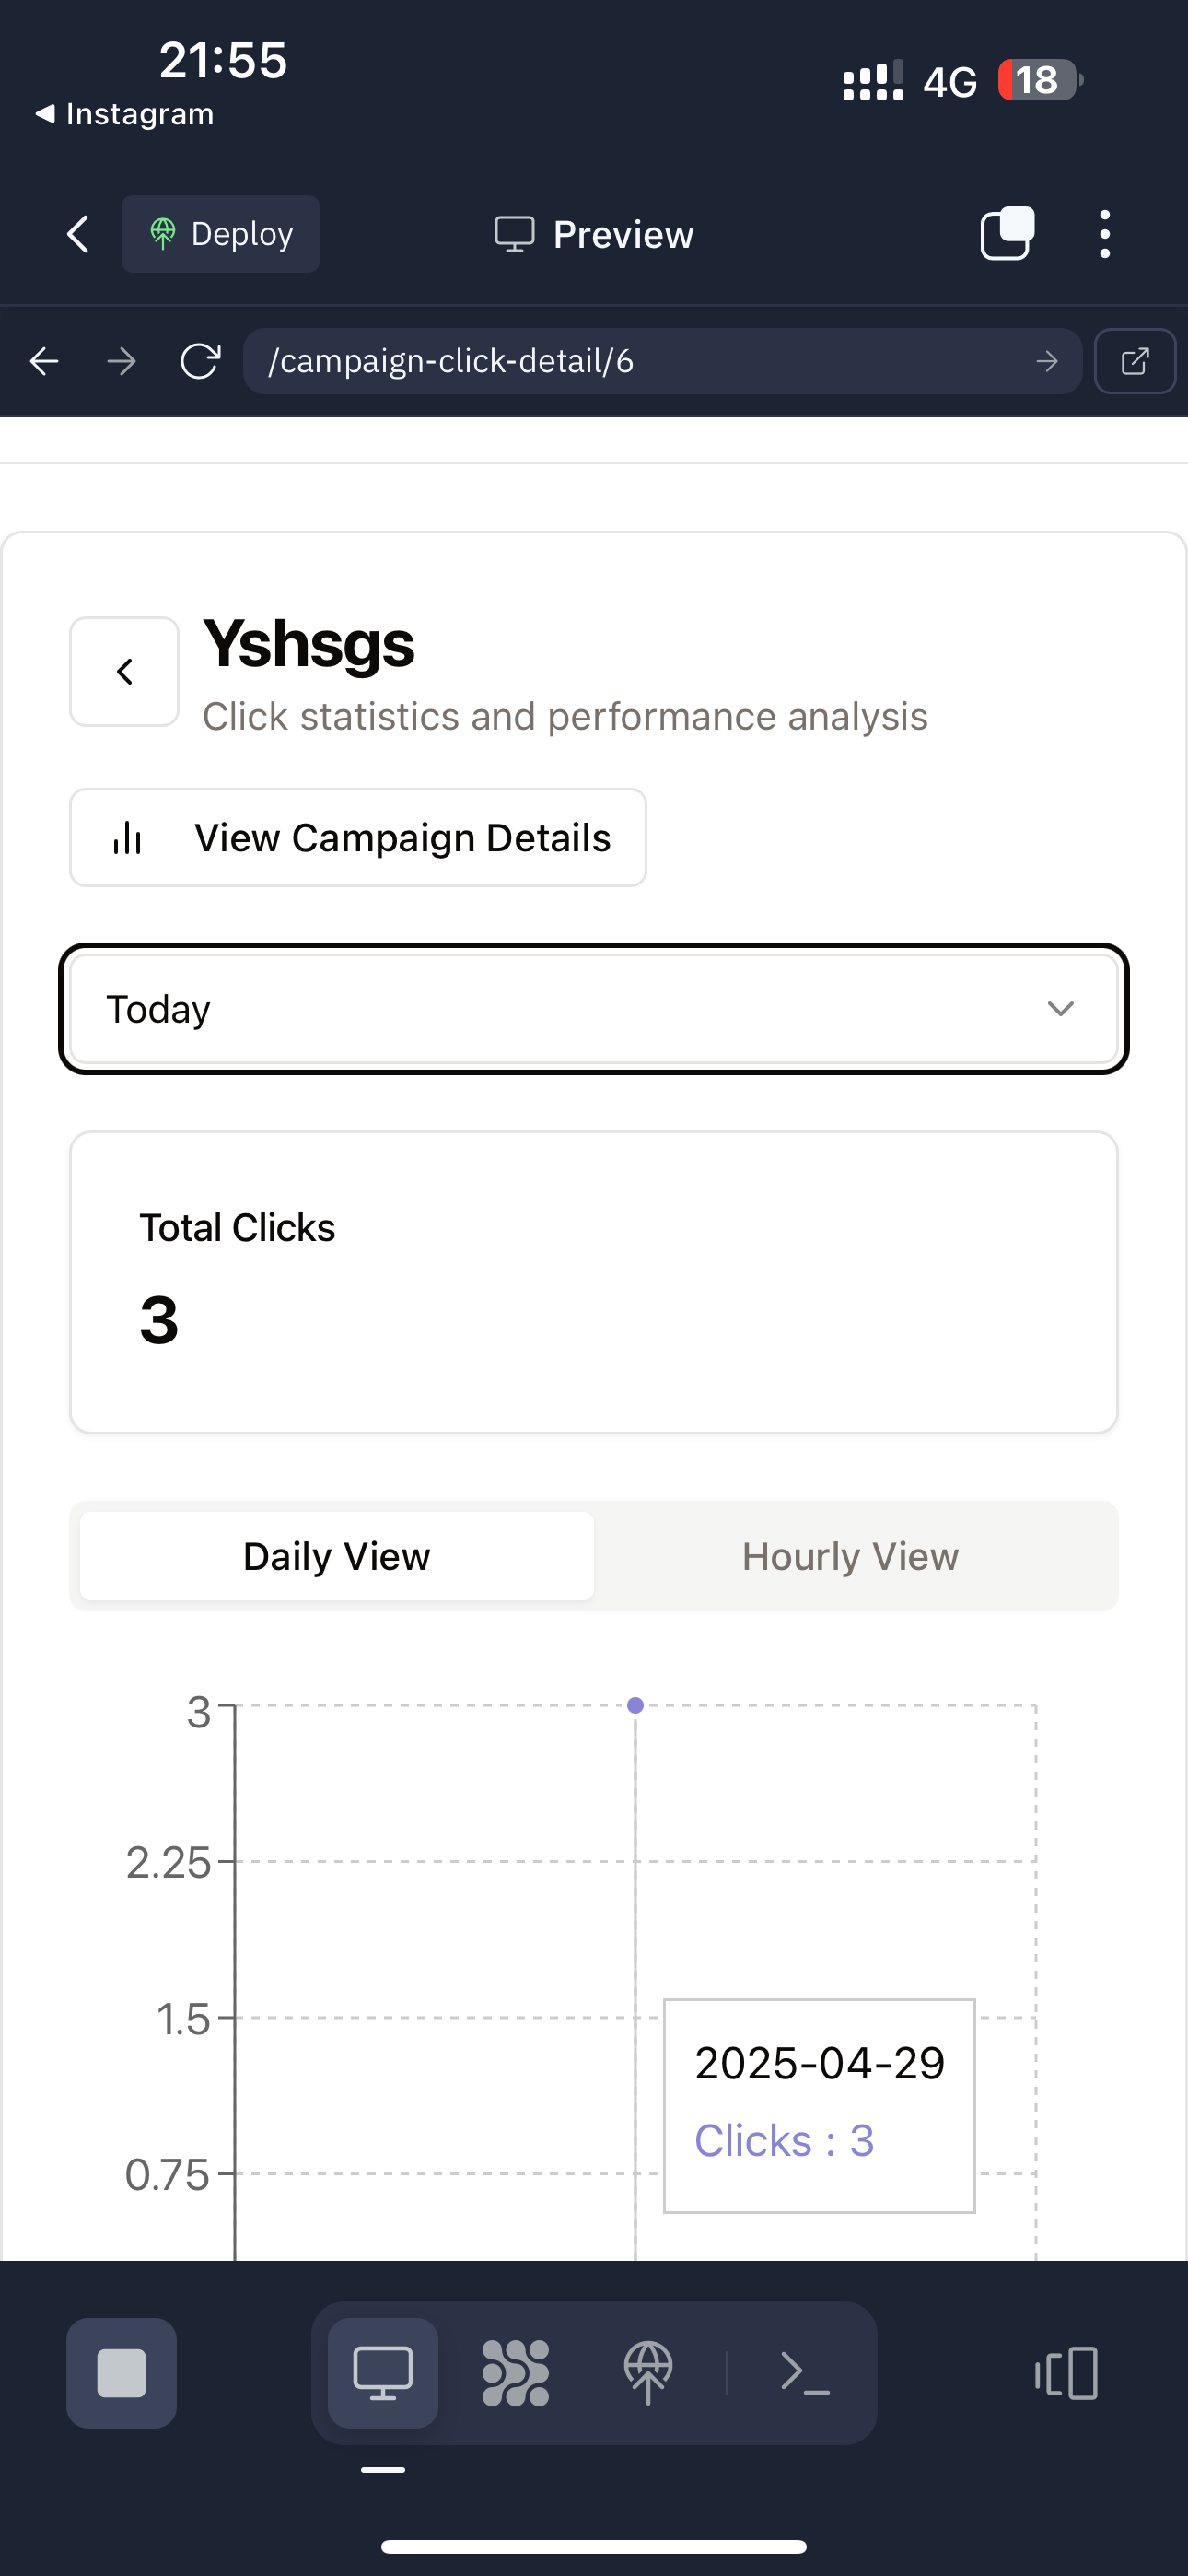 21:55
4G 18
Instagram
Deploy
Preview
/campaign-click-detail/6
Yshsgs
Click statistics and performance analysis
View Campaign Details
Today
Total Clicks
3
Daily View
Hourly View
3
2.25
1.5
0.75
2025-04-29
Clicks : 3